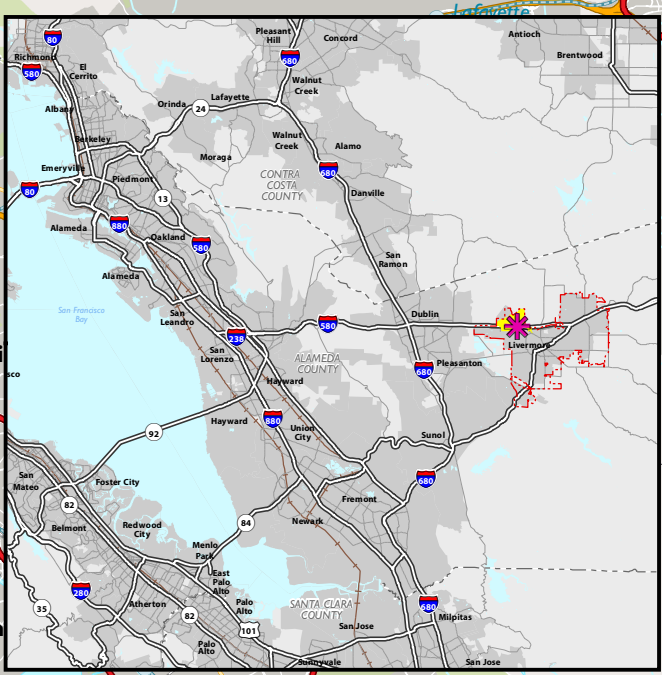 Lafayette
80
Pleasant
Hill
Concord
Antioch
Richmond
580
El
Cerrito
680
Brentwood
Walnut
Creek
Albany
Orinda
24
Lafayette
Berkeley
Walnut
Creek
Alamo
Moraga
Emeryville
Piedmont
680
80
CONTRA
COSTA
COUNTY
13
Danville
Alameda
880
Oakland
580
San
Ramon
Alameda
San Francisco
Bay
San
Leandro
Dublin
580
238
Livermore
San
Lorenzo
ALAMEDA
COUNTY
680
Pleasanton
sco
Hayward
Hayward
880
92
Union
City
Sunol
San
Mateo
Foster City
680
82
Fremont
Belmont
Redwood
City
84
Newark
Menlo
Park
East
Palo
Alto
280
35
Atherton
82
Palo
Alto
SANTA CLARA
COUNTY
680
Milpitas
101
San Jose
Palo
Alto
Sunnyvale
San Jose